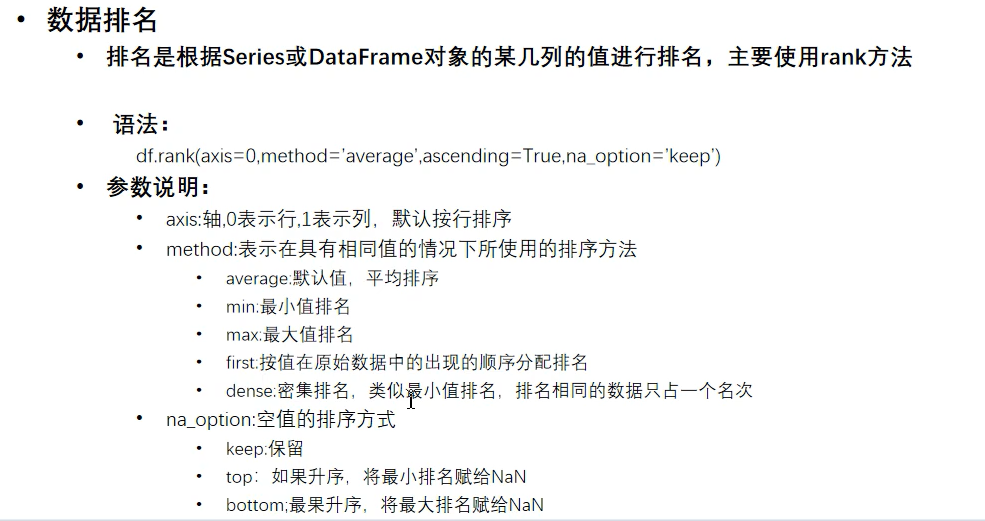 • 数据排名
• 排名是根据Series或DataFrame对象的某几列的值进行排名，主要使用rank方法
• 语法：
df.rank(axis=0,method='average',ascending=True,na_option='keep')
• 参数说明：
• axis:轴,0表示行,1表示列，默认按行排序
• method:表示在具有相同值的情况下所使用的排序方法
• average:默认值，平均排序
• min:最小值排名
• max:最大值排名
• first:按值在原始数据中的出现的顺序分配排名
• dense:密集排名，类似最小值排名，排名相同的数据只占一个名次
• na_option:空值的排序方式
• keep:保留
• top：如果升序，将最小排名赋给NaN
• bottom;最果升序，将最大排名赋给NaN